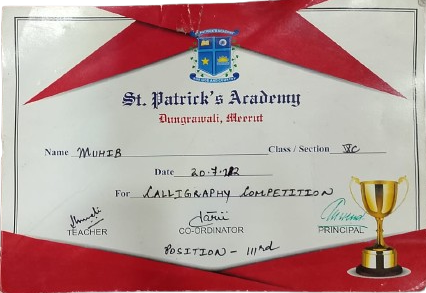 St. Patrick's Academy
Dungrawali, Meerut
Name MUHIB Class / Section VC
Date 20.7.
For CALLIGRAPHY COMPETITION
TEACHER CO-ORDINATOR PRINCIPAL
POSITION - IIIrd